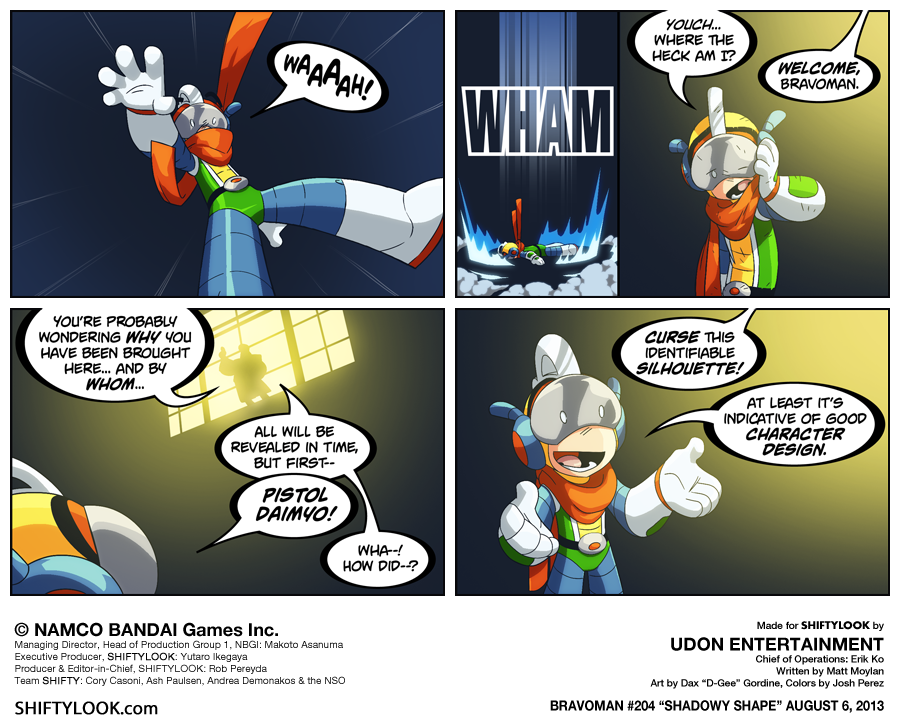 WAAAAH!
WHAM
YOUCH...
WHERE THE
HECK AM I?
WELCOME,
BRAVOMAN.
YOU'RE PROBABLY
WONDERING WHY YOU
HAVE BEEN BROUGHT
HERE... AND BY
WHOM...
ALL WILL BE
REVEALED IN TIME,
BUT FIRST--
PISTOL
DAIMYO!
WHA--!
HOW DID--?
CURSE THIS
IDENTIFIABLE
SILHOUETTE!
AT LEAST IT'S
INDICATIVE OF GOOD
CHARACTER
DESIGN.
© NAMCO BANDAI Games Inc.
Managing Director, Head of Production Group 1, NBGI: Makoto Asanuma
Executive Producer, SHIFTYLOOK: Yutaro Ikegaya
Producer & Editor-in-Chief, SHIFTYLOOK: Rob Pereyda
Team SHIFTY: Cory Casoni, Ash Paulsen, Andrea Demonakos & the NSO
SHIFTYLOOK.com
Made for SHIFTYLOOK by
UDON ENTERTAINMENT
Chief of Operations: Erik Ko
Written by Matt Moylan
Art by Dax “D-Gee” Gordine, Colors by Josh Perez
BRAVOMAN #204 “SHADOWY SHAPE” AUGUST 6, 2013